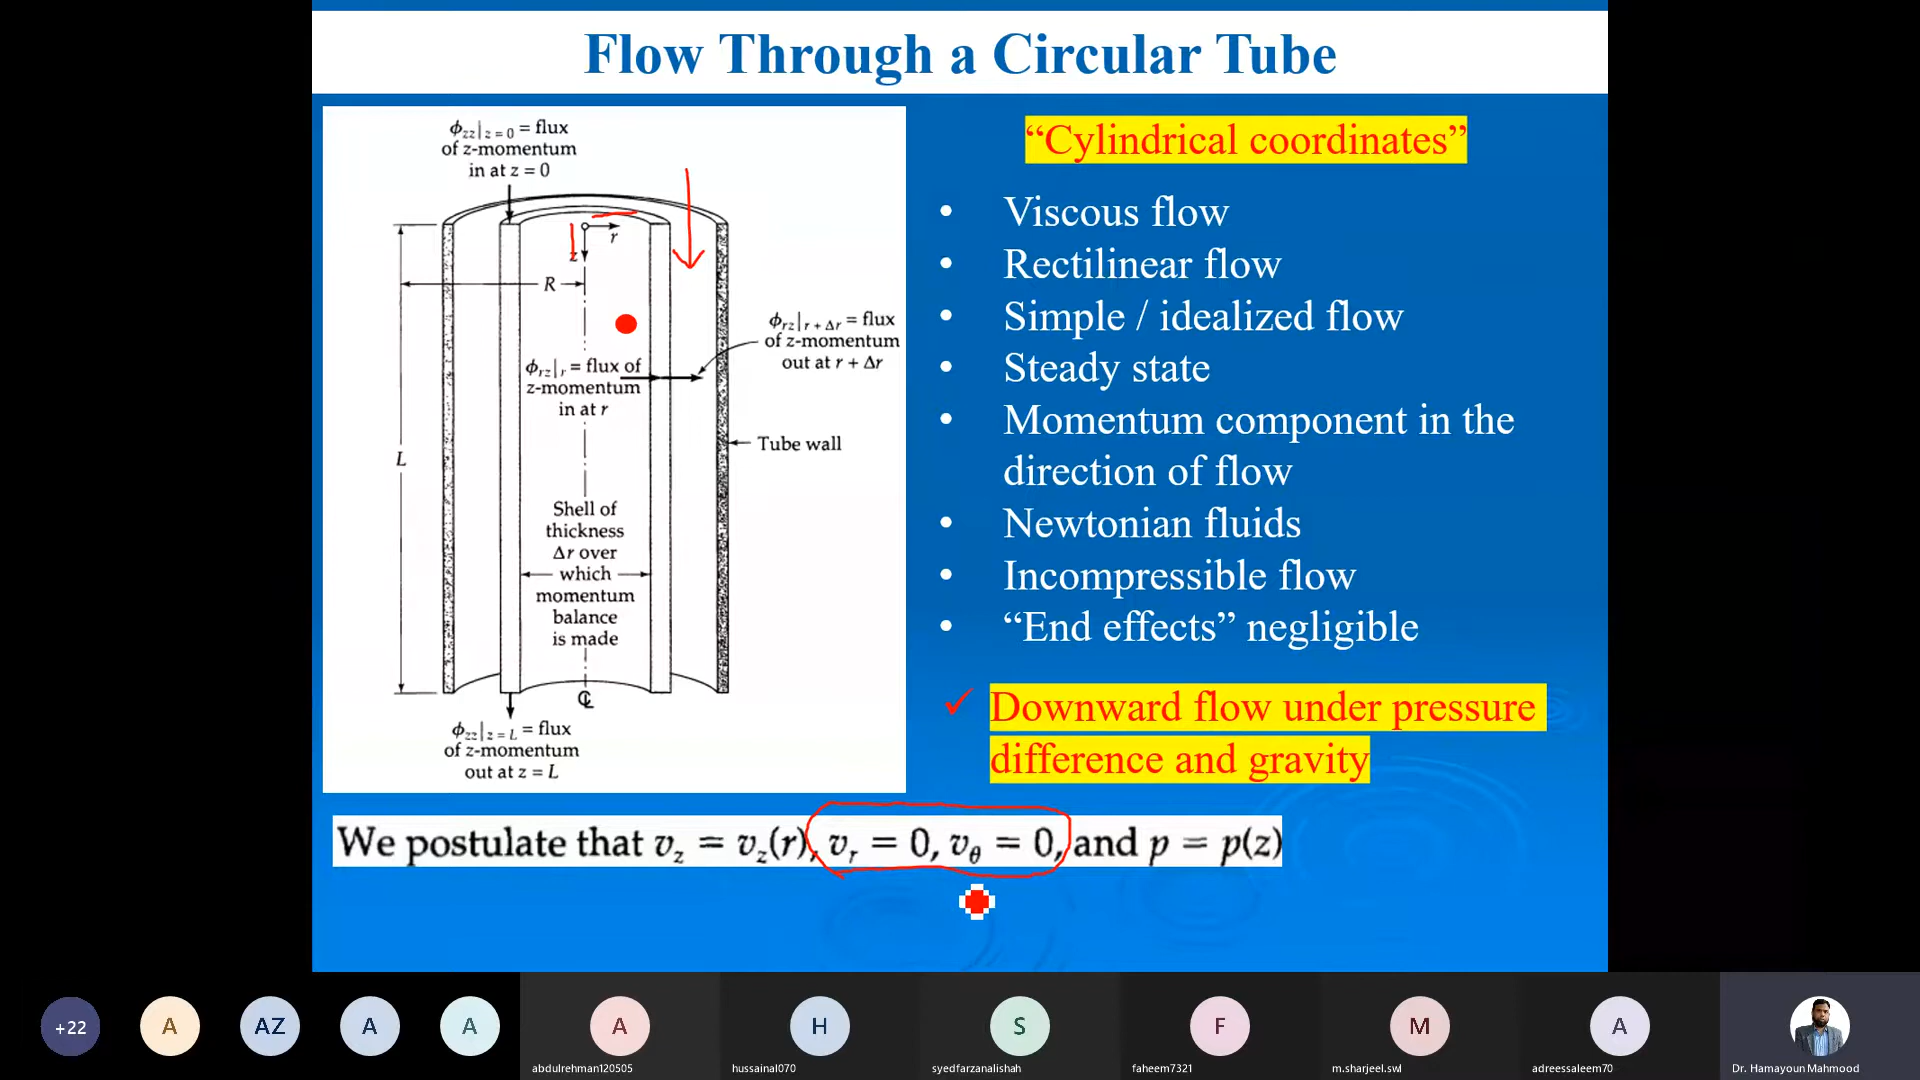 Flow Through a Circular Tube
ϕzz|z = 0 = flux
of z-momentum
in at z = 0
r
z
R
ϕrz|r + Δr = flux
of z-momentum
out at r + Δr
ϕrz|r = flux of
z-momentum
in at r
Tube wall
L
Shell of
thickness
Δr over
which
momentum
balance
is made
℄
ϕzz|z = L = flux
of z-momentum
out at z = L
“Cylindrical coordinates”
• Viscous flow
• Rectilinear flow
• Simple / idealized flow
• Steady state
• Momentum component in the
direction of flow
• Newtonian fluids
• Incompressible flow
• “End effects” negligible
✓ Downward flow under pressure
difference and gravity
We postulate that vz = vz(r), vr = 0, vθ = 0, and p = p(z)
+22
A
AZ
A
A
A
H
S
F
M
A
abdulrehman120505
hussainal070
syedfarzanalishah
faheem7321
m.sharjeel.swl
adreessaleem70
Dr. Hamayoun Mahmood